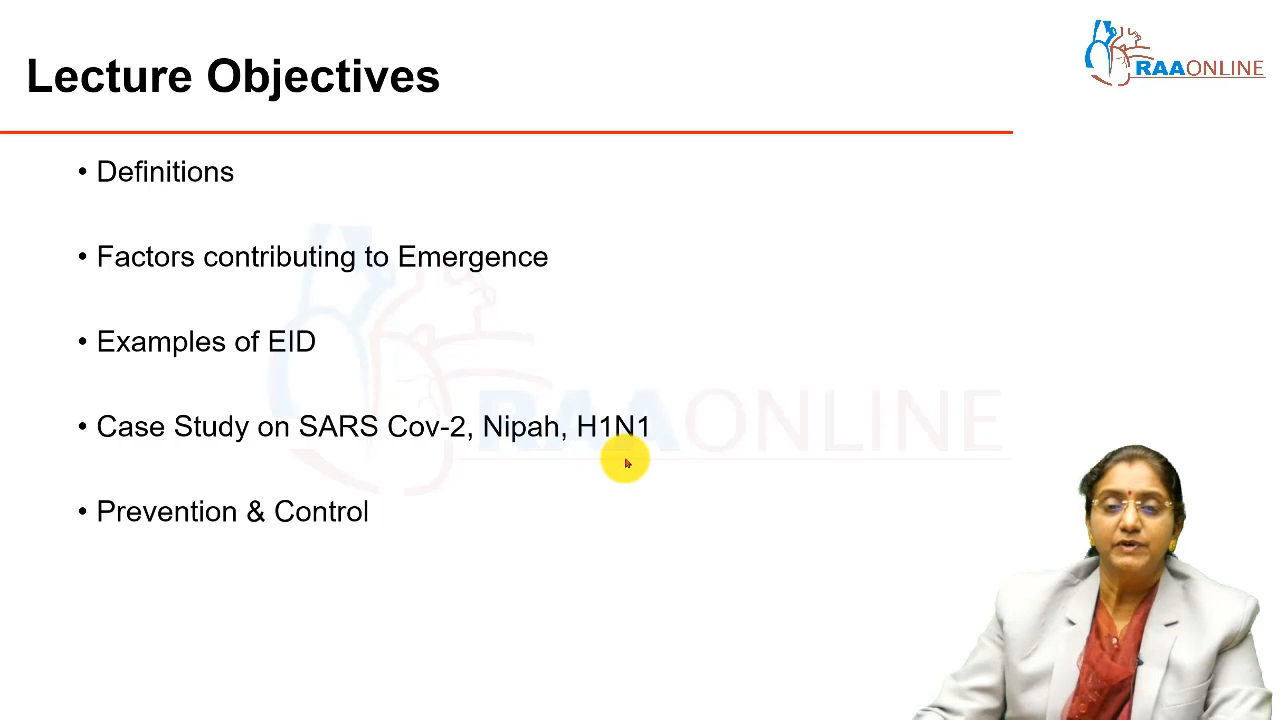 Lecture Objectives
RAAONLINE
• Definitions
• Factors contributing to Emergence
• Examples of EID
• Case Study on SARS Cov-2, Nipah, H1N1
RAAONLINE
• Prevention & Control